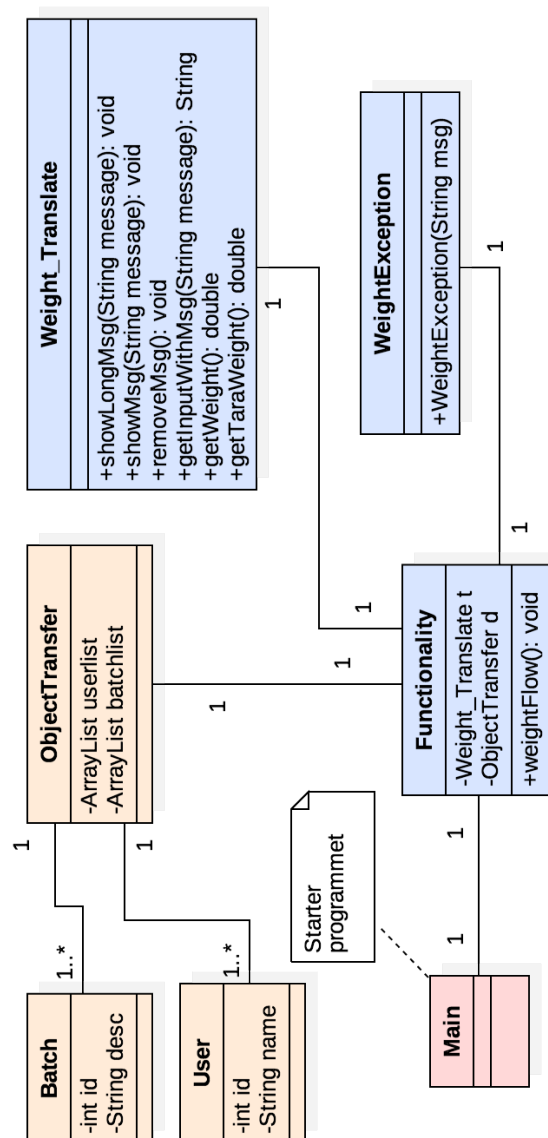 Batch
-int id
-String desc
1..*
1
ObjectTransfer
-ArrayList userlist
-ArrayList batchlist
Weight_Translate
+showLongMsg(String message): void
+showMsg(String message): void
+removeMsg(): void
+getInputWithMsg(String message): String
+getWeight(): double
+getTaraWeight(): double
User
-int id
-String name
1..*
1
1
1
1
1
Starter
programmet
WeightException
+WeightException(String msg)
Main
1
1
Functionality
-Weight_Translate t
-ObjectTransfer d
+weightFlow(): void
1
1